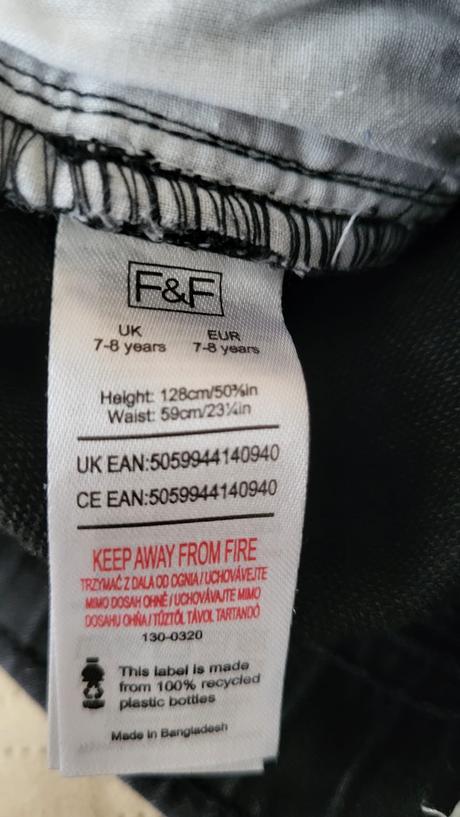 F&F
UK EUR
7-8 years 7-8 years
Height: 128cm/50⅜in
Waist: 59cm/23¼in
UK EAN:5059944140940
CE EAN:5059944140940
KEEP AWAY FROM FIRE
TRZYMAĆ Z DALA OD OGNIA / UCHOVÁVEJTE
MIMO DOSAH OHNĚ / UCHOVÁVAJTE MIMO
DOSAHU OHŇA / TŰZTŐL TÁVOL TARTANDÓ
130-0320
This label is made
from 100% recycled
plastic bottles
Made in Bangladesh